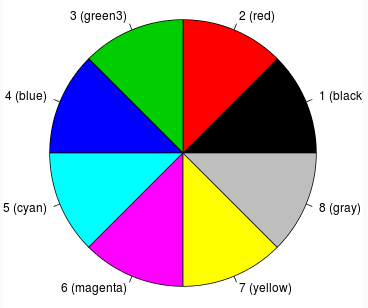 3 (green3)
2 (red)
4 (blue)
1 (black
5 (cyan)
8 (gray)
6 (magenta)
7 (yellow)